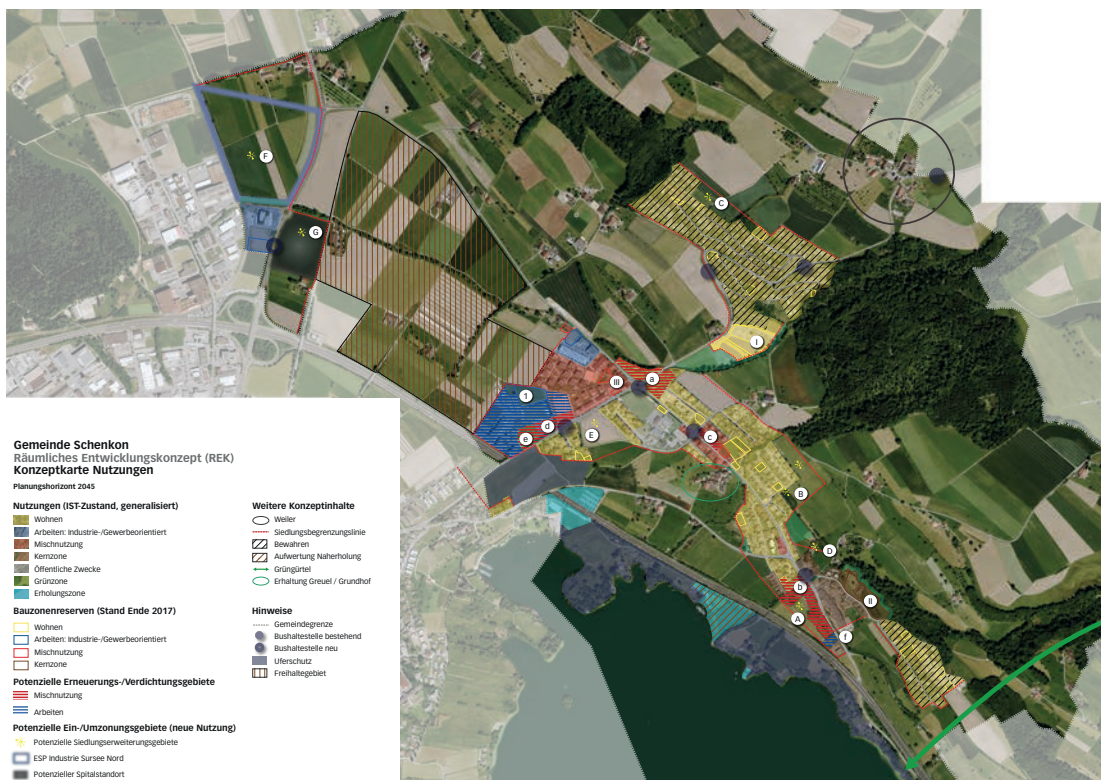 F
C
G
I
III
a
1
d
E
e
c
B
D
b
II
A
f
Gemeinde Schenkon
Räumliches Entwicklungskonzept (REK)
Konzeptkarte Nutzungen
Planungshorizont 2045
Nutzungen (IST-Zustand, generalisiert)
Wohnen
Arbeiten: Industrie-/Gewerbeorientiert
Mischnutzung
Kernzone
Öffentliche Zwecke
Grünzone
Erholungszone
Bauzonenreserven (Stand Ende 2017)
Wohnen
Arbeiten: Industrie-/Gewerbeorientiert
Mischnutzung
Kernzone
Potenzielle Erneuerungs-/Verdichtungsgebiete
Mischnutzung
Arbeiten
Potenzielle Ein-/Umzonungsgebiete (neue Nutzung)
Potenzielle Siedlungserweiterungsgebiete
ESP Industrie Sursee Nord
Potenzieller Spitalstandort
Weitere Konzeptinhalte
Weiler
Siedlungsbegrenzungslinie
Bewahren
Aufwertung Naherholung
Grüngürtel
Erhaltung Greuel / Grundhof
Hinweise
Gemeindegrenze
Bushaltestelle bestehend
Bushaltestelle neu
Uferschutz
Freihaltegebiet